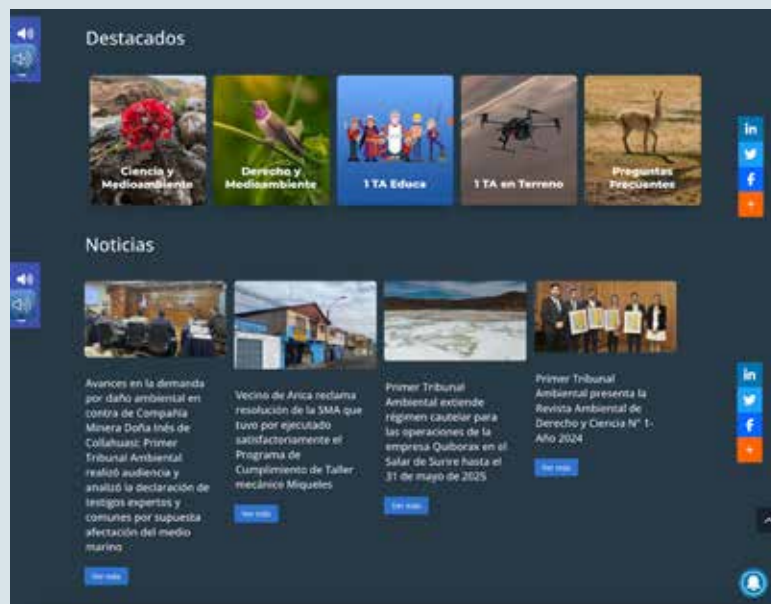 Destacados
Ciencia y
Medioambiente
Derecho y
Medioambiente
1 TA Educa
1 TA en Terreno
Preguntas
Frecuentes
Noticias
Avances en la demanda
por daño ambiental en
contra de Compañía
Minera Doña Inés de
Collahuasi: Primer
Tribunal Ambiental
realizó audiencia y
analizó la declaración de
testigos expertos y
comunes por supuesta
afectación del medio
marino
Ver más
Vecino de Arica reclama
resolución de la SMA que
tuvo por ejecutado
satisfactoriamente el
Programa de
Cumplimiento de Taller
mecánico Miqueles
Ver más
Primer Tribunal
Ambiental extiende
régimen cautelar para
las operaciones de la
empresa Quiborax en el
Salar de Surire hasta el
31 de mayo de 2025
Ver más
Primer Tribunal
Ambiental presenta la
Revista Ambiental de
Derecho y Ciencia N° 1-
Año 2024
Ver más
in
f
+
in
f
+